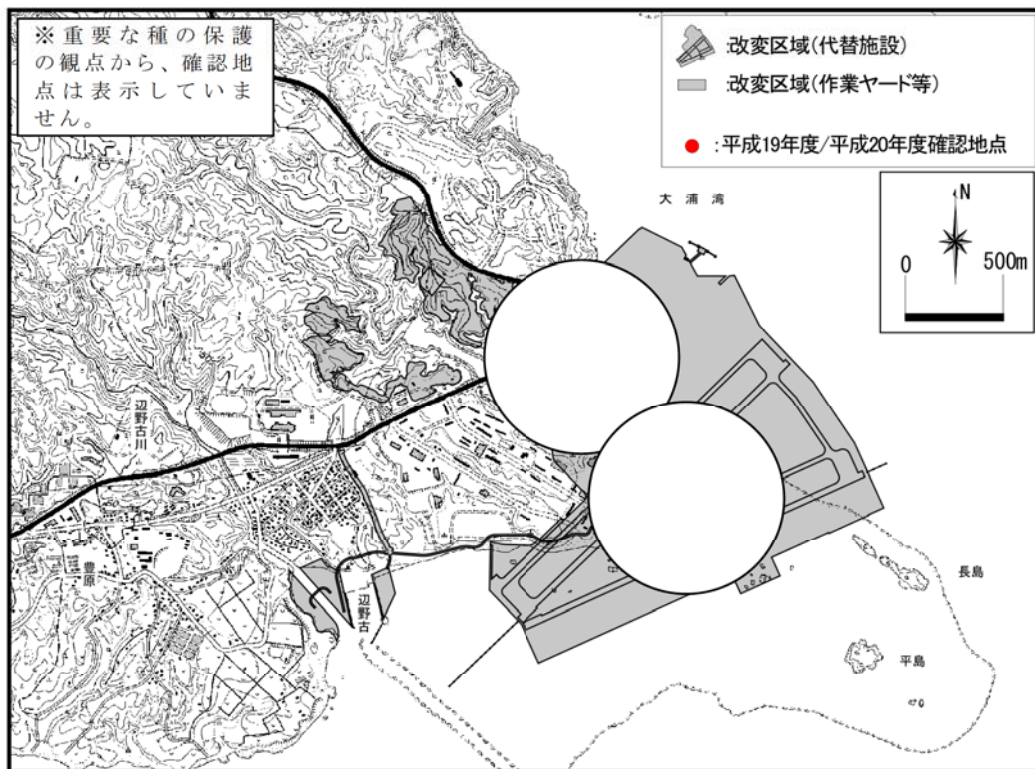 ※重要な種の保護
の観点から、確認地
点は表示していま
せん。
:改変区域(代替施設)
:改変区域(作業ヤード等)
:平成19年度/平成20年度確認地点
大浦湾
N
0 500m
辺野古川
豊原
辺野古
長島
平島